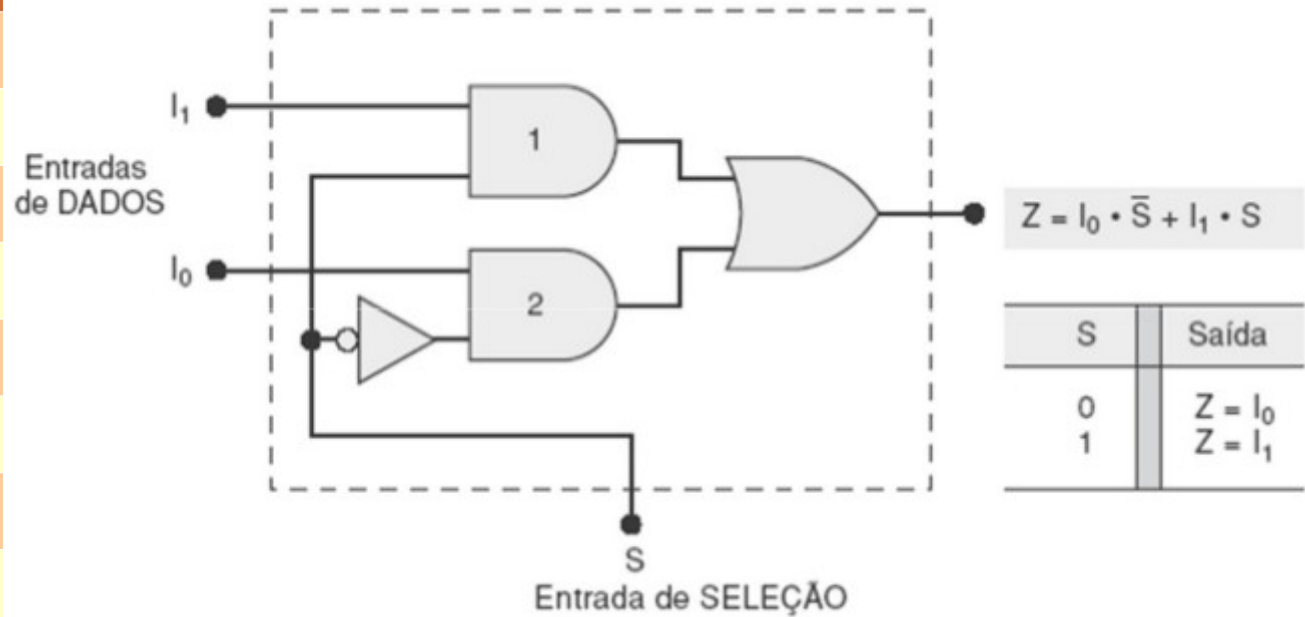 I₁
1
Entradas
de DADOS
I₀
2
Z = I₀ • S̅ + I₁ • S
S Saída
0 Z = I₀
1 Z = I₁
S
Entrada de SELEÇÃO